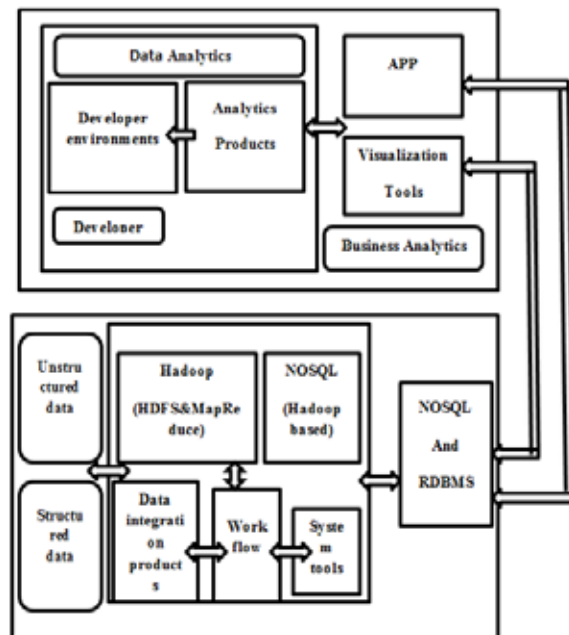 Data Analytics
Developer
environments
Analytics
Products
Develoner
APP
Visualization
Tools
Business Analytics
Unstru
ctured
data
Structu
red data
Hadoop
(HDFS&MapRe
duce)
NOSQL
(Hadoop
based)
Data
integrati
on
product
s
Work
flow
Syste
m
tools
NOSQL
And
RDBMS